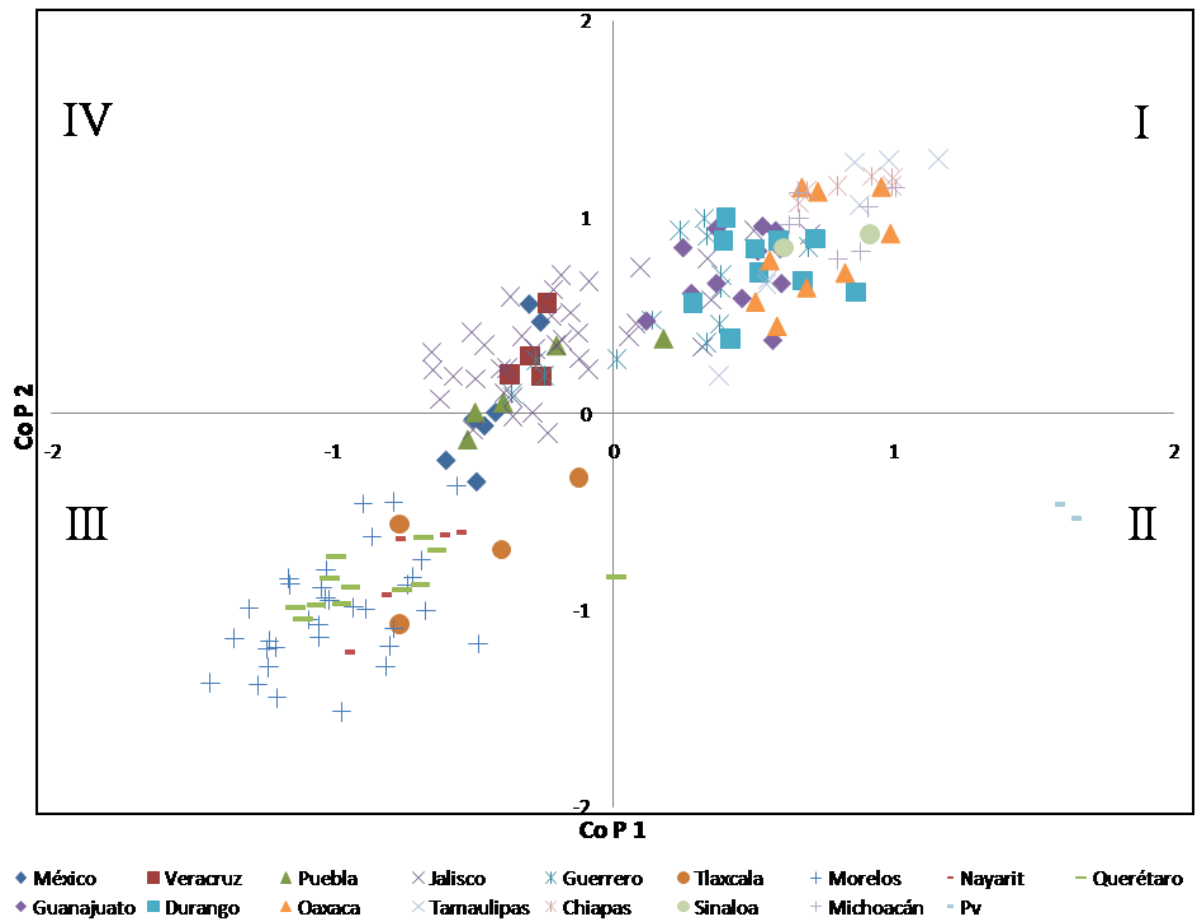 2
IV
I
1
0
Co P 2
-2
-1
0
1
2
III
II
-1
-2
Co P 1
México Veracruz Puebla Jalisco Guerrero Tlaxcala Morelos Nayarit Querétaro
Guanajuato Durango Oaxaca Tamaulipas Chiapas Sinaloa Michoacán Pv